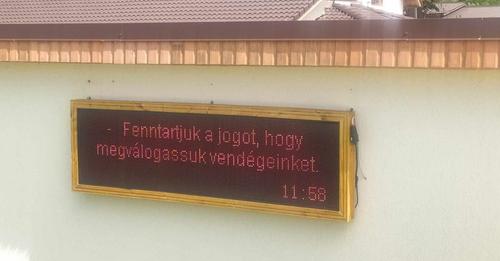 - Fenntartjuk a jogot, hogy
megválogassuk vendégeinket.
11:58